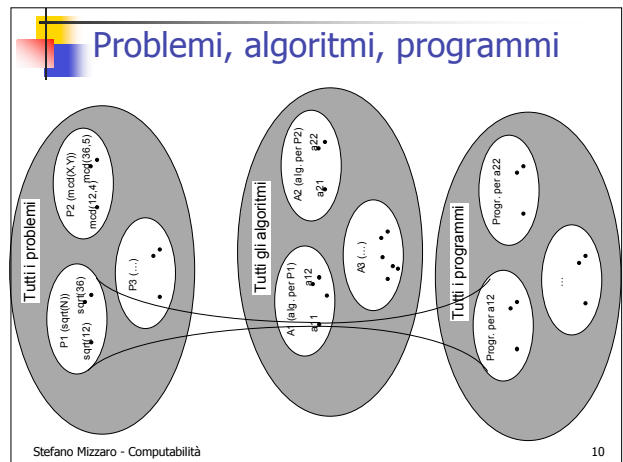 Problemi, algoritmi, programmi
Tutti i problemi
P1 (sqrt(N))
sqrt(12)
sqrt(36)
P2 (mcd(X,Y))
mcd(12,4)
mcd(36,5)
P3 (...)
Tutti gli algoritmi
A1 (alg. per P1)
a11
a12
A2 (alg. per P2)
a21
a22
A3 (...)
Tutti i programmi
Progr. per a12
Progr. per a22
...
Stefano Mizzaro - Computabilità
10